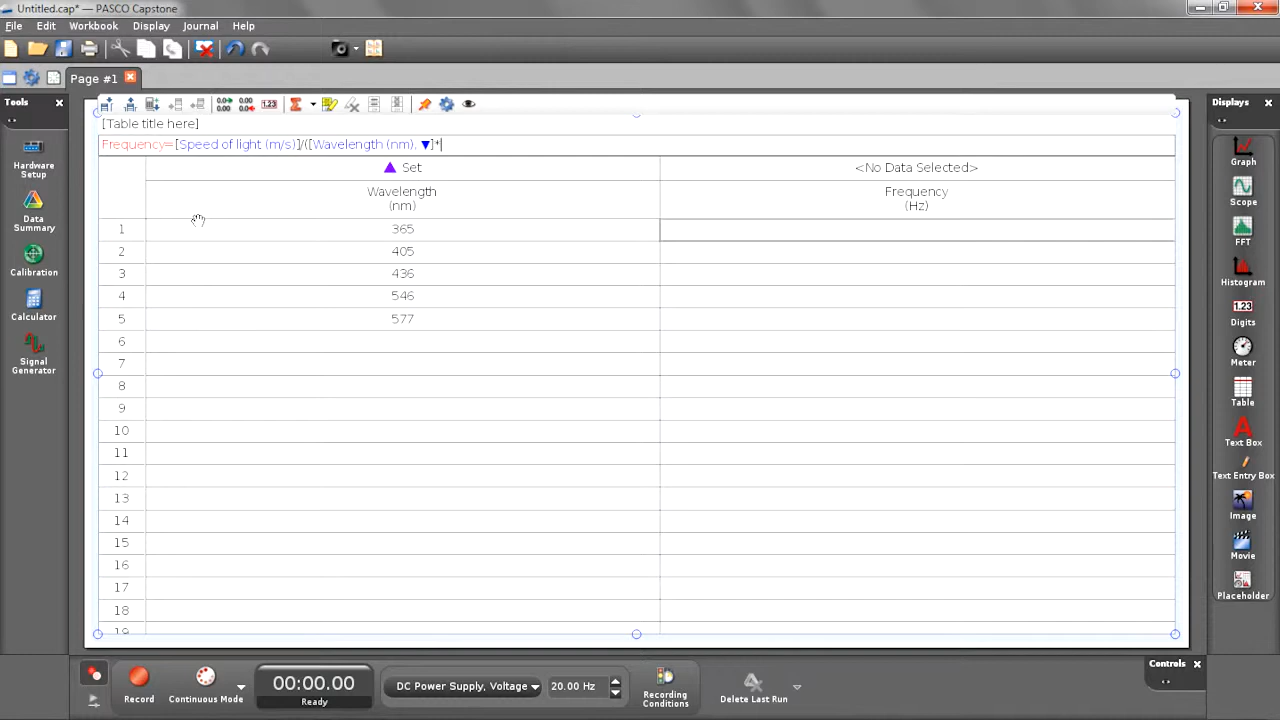 Untitled.cap* — PASCO Capstone
File Edit Workbook Display Journal Help
Page #1
Tools
Displays
[Table title here]
Frequency=[Speed of light (m/s)]/([Wavelength (nm), ▼]*
▲ Set
<No Data Selected>
Wavelength
(nm)
Frequency
(Hz)
1 365
2 405
3 436
4 546
5 577
6
7
8
9
10
11
12
13
14
15
16
17
18
19
Hardware
Setup
Data
Summary
Calibration
Calculator
Signal
Generator
Graph
Scope
FFT
Histogram
1.23
Digits
Meter
Table
Text Box
Text Entry Box
Image
Movie
Placeholder
Record
Continuous Mode
00:00.00
Ready
DC Power Supply, Voltage
20.00 Hz
Recording
Conditions
Delete Last Run
Controls